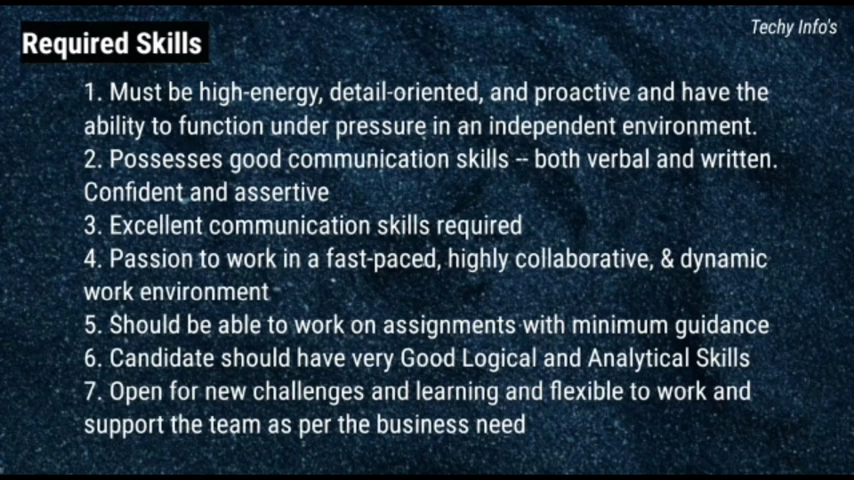 Techy Info's
Required Skills
1. Must be high-energy, detail-oriented, and proactive and have the
ability to function under pressure in an independent environment.
2. Possesses good communication skills -- both verbal and written.
Confident and assertive
3. Excellent communication skills required
4. Passion to work in a fast-paced, highly collaborative, & dynamic
work environment
5. Should be able to work on assignments with minimum guidance
6. Candidate should have very Good Logical and Analytical Skills
7. Open for new challenges and learning and flexible to work and
support the team as per the business need